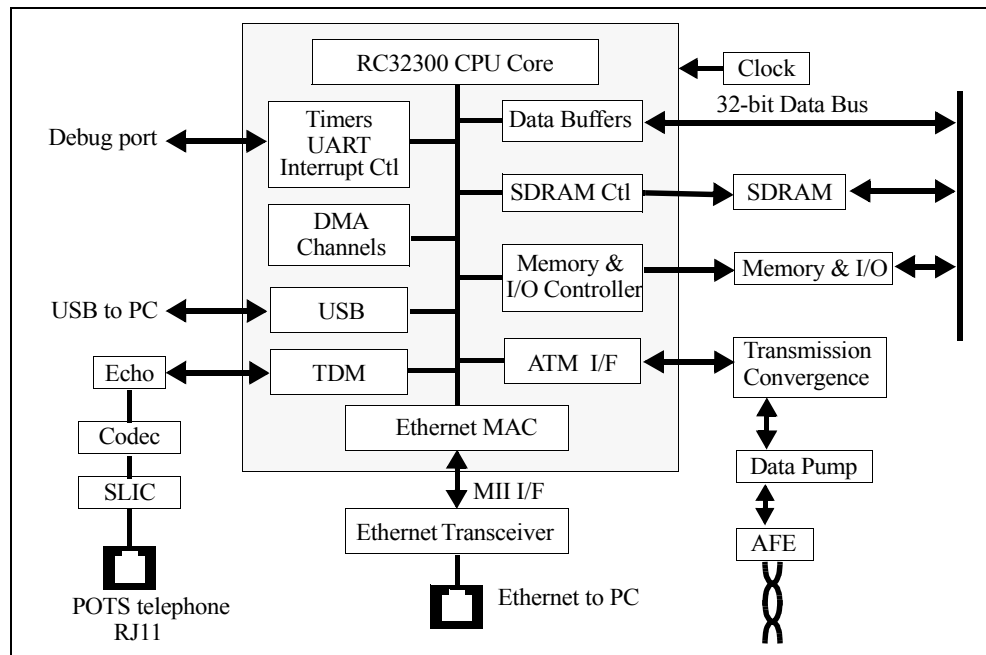 RC32300 CPU Core
Clock
32-bit Data Bus
Debug port
Timers
UART
Interrupt Ctl
Data Buffers
SDRAM Ctl
SDRAM
DMA
Channels
Memory &
I/O Controller
Memory & I/O
USB to PC
USB
Echo
TDM
ATM I/F
Transmission
Convergence
Codec
Ethernet MAC
Data Pump
SLIC
MII I/F
Ethernet Transceiver
AFE
POTS telephone
RJ11
Ethernet to PC